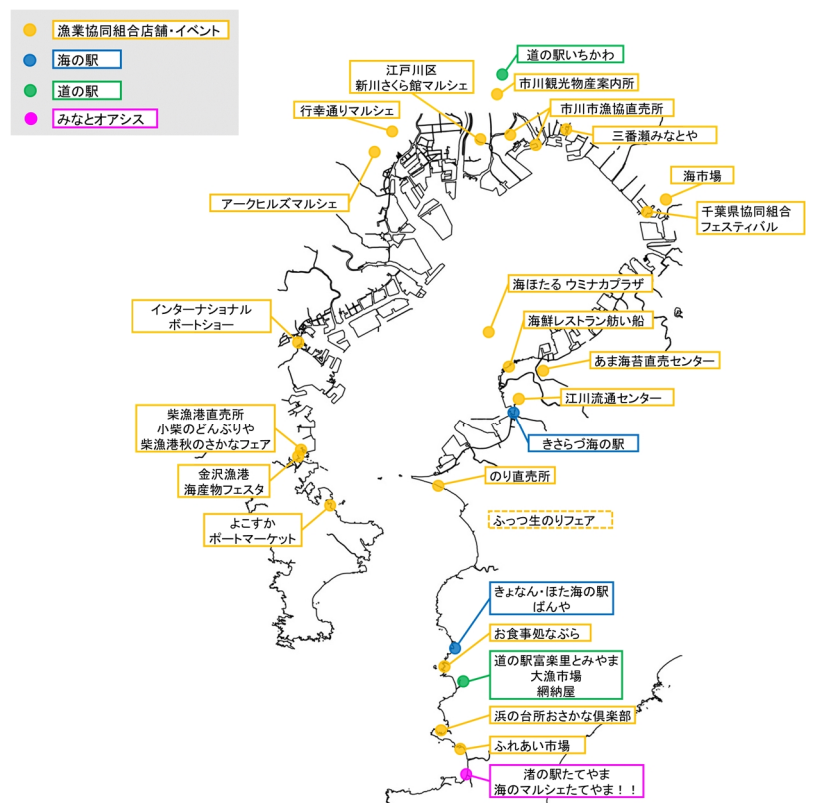 漁業協同組合店舗・イベント
海の駅
道の駅
みなとオアシス
道の駅いちかわ
江戸川区
新川さくら館マルシェ
市川観光物産案内所
行幸通りマルシェ
市川市漁協直売所
三番瀬みなとや
アークヒルズマルシェ
海市場
千葉県協同組合
フェスティバル
海ほたる ウミナカプラザ
インターナショナル
ボートショー
海鮮レストラン舫い船
あま海苔直売センター
江川流通センター
柴漁港直売所
小柴のどんぶりや
柴漁港秋のさかなフェア
きさらづ海の駅
金沢漁港
海産物フェスタ
のり直売所
よこすか
ポートマーケット
ふっつ生のりフェア
きょなん・ほた海の駅
ばんや
お食事処なぶら
道の駅富楽里とみやま
大漁市場
網納屋
浜の台所おさかな倶楽部
ふれあい市場
渚の駅たてやま
海のマルシェたてやま！！